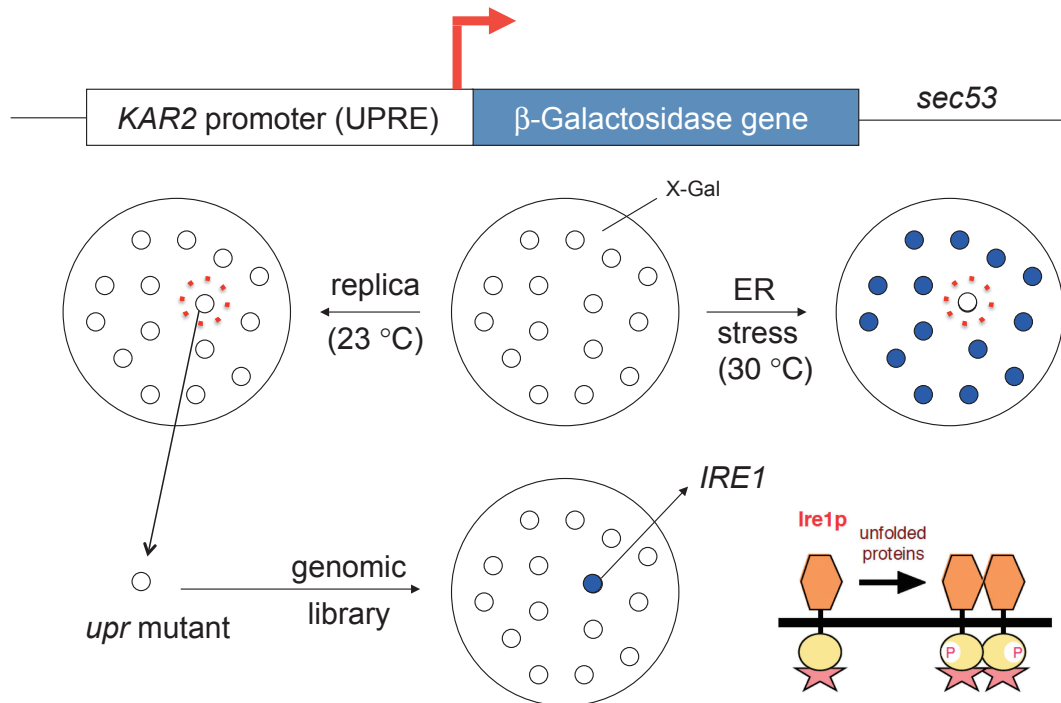 KAR2 promoter (UPRE)
β-Galactosidase gene
sec53
X-Gal
replica
(23 °C)
ER
stress
(30 °C)
IRE1
upr mutant
genomic
library
Ire1p
unfolded
proteins
P
P